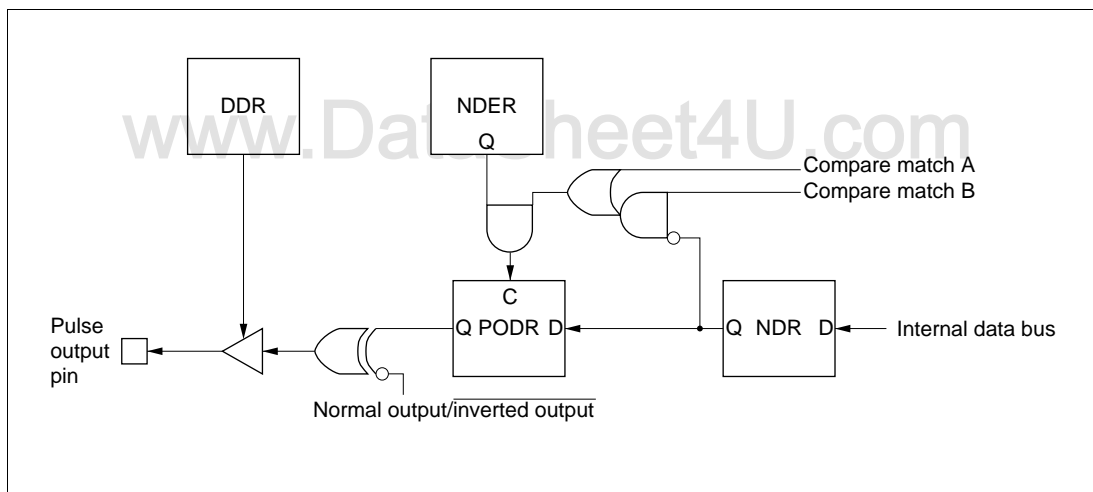 DDR
NDER
Q
www.DataSheet4U.com
Compare match A
Compare match B
C
Q PODR D
Q NDR D
Internal data bus
Pulse
output
pin
Normal output/inverted output